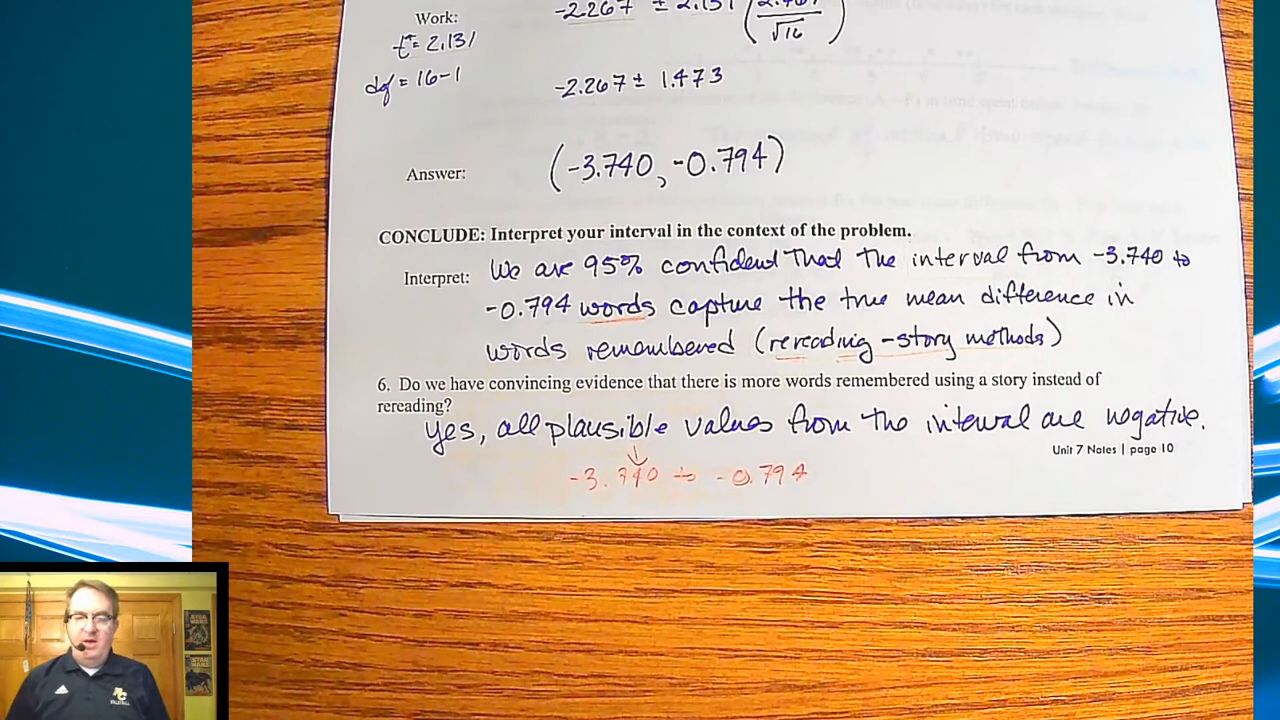 Work:
-2.267 ± 2.131
√16
t* = 2.131
df = 16-1
-2.267 ± 1.473
Answer:
(-3.740, -0.794)
CONCLUDE: Interpret your interval in the context of the problem.
Interpret: We are 95% confident that the interval from -3.740 to
-0.794 words capture the true mean difference in
words remembered (rereading - story methods)
6. Do we have convincing evidence that there is more words remembered using a story instead of
rereading?
yes, all plausible values from the interval are negative.
Unit 7 Notes | page 10
-3.740 to -0.794